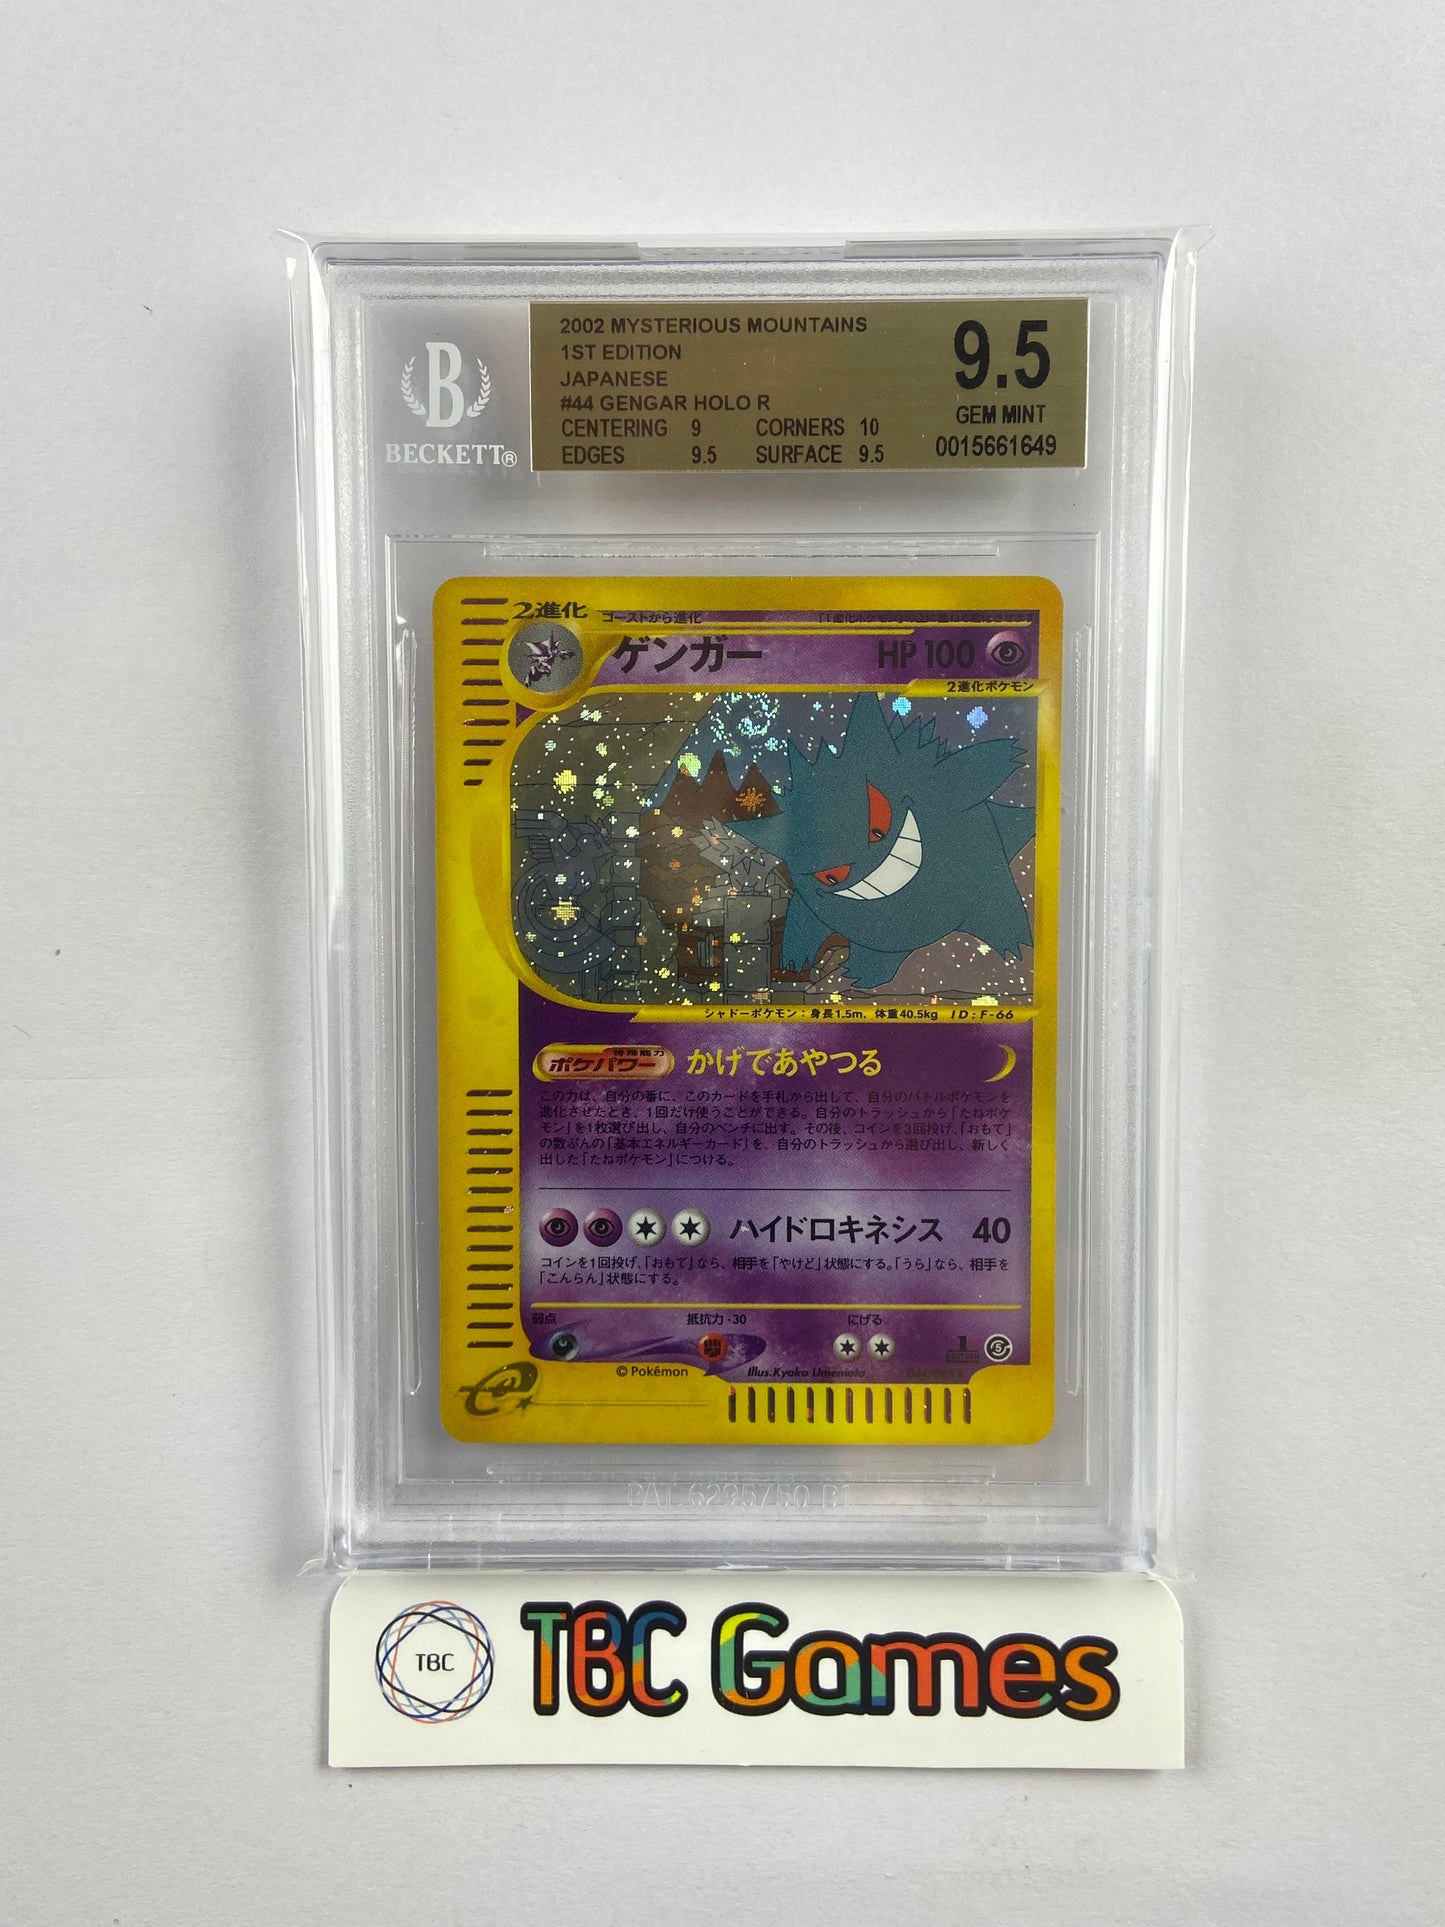 2002 MYSTERIOUS MOUNTAINS
1ST EDITION
JAPANESE
#44 GENGAR HOLO R
CENTERING 9 CORNERS 10
EDGES 9.5 SURFACE 9.5
9.5
GEM MINT
0015661649
B
BECKETT®
2進化 ゴーストから進化
ゲンガー HP 100
2進化ポケモン
シャドーポケモン：身長1.5m、体重40.5kg ID：F-66
ポケパワー 特殊能力 かげであやつる
この力は、自分の番に、このカードを手札から出して、自分のバトルポケモンを
進化させたとき、1回だけ使うことができる。自分のトラッシュから「たねポケ
モン」を1枚選び出し、自分のベンチに出す。その後、コインを3回投げ、「おもて」
の数ぶんの「基本エネルギーカード」を、自分のトラッシュから選び出し、新しく
出した「たねポケモン」につける。
ハイドロキネシス 40
コインを1回投げ、「おもて」なら、相手を「やけど」状態にする。「うら」なら、相手を
「こんらん」状態にする。
弱点 抵抗力 -30 にげる
1 EDITION 5
©Pokémon Illus.Kyoko Umemoto 044/088 ★
e
PAT. 6295750 B1
TBC
TBC Games